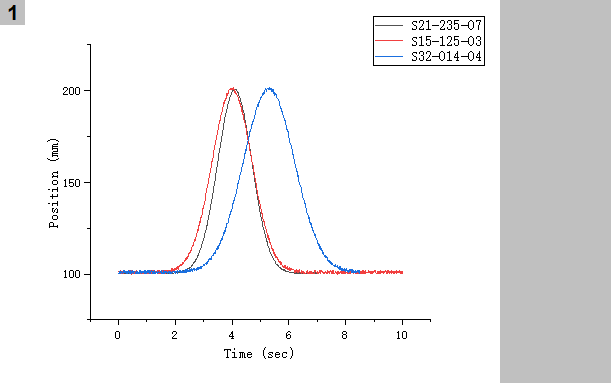 1
S21-235-07
S15-125-03
S32-014-04
200
150
100
Position (mm)
0 2 4 6 8 10
Time (sec)